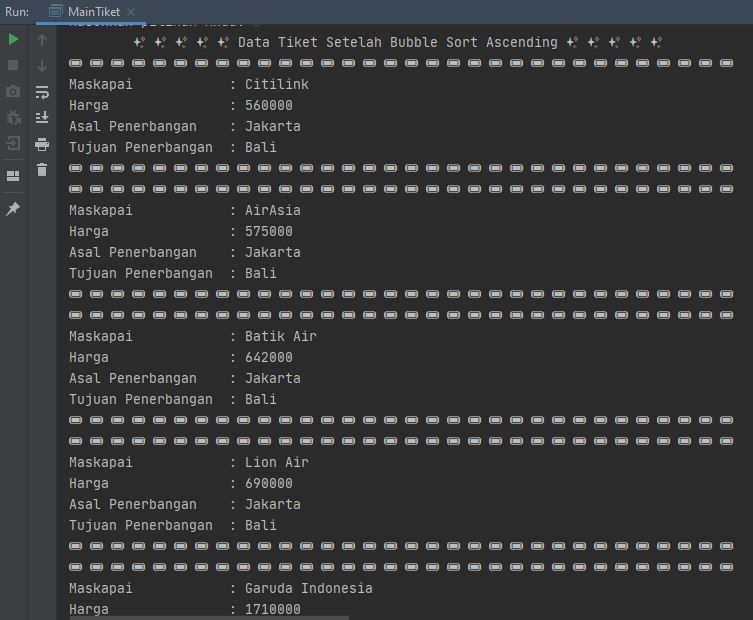 Run: MainTiket
Data Tiket Setelah Bubble Sort Ascending
Maskapai : Citilink
Harga : 560000
Asal Penerbangan : Jakarta
Tujuan Penerbangan : Bali
Maskapai : AirAsia
Harga : 575000
Asal Penerbangan : Jakarta
Tujuan Penerbangan : Bali
Maskapai : Batik Air
Harga : 642000
Asal Penerbangan : Jakarta
Tujuan Penerbangan : Bali
Maskapai : Lion Air
Harga : 690000
Asal Penerbangan : Jakarta
Tujuan Penerbangan : Bali
Maskapai : Garuda Indonesia
Harga : 1710000